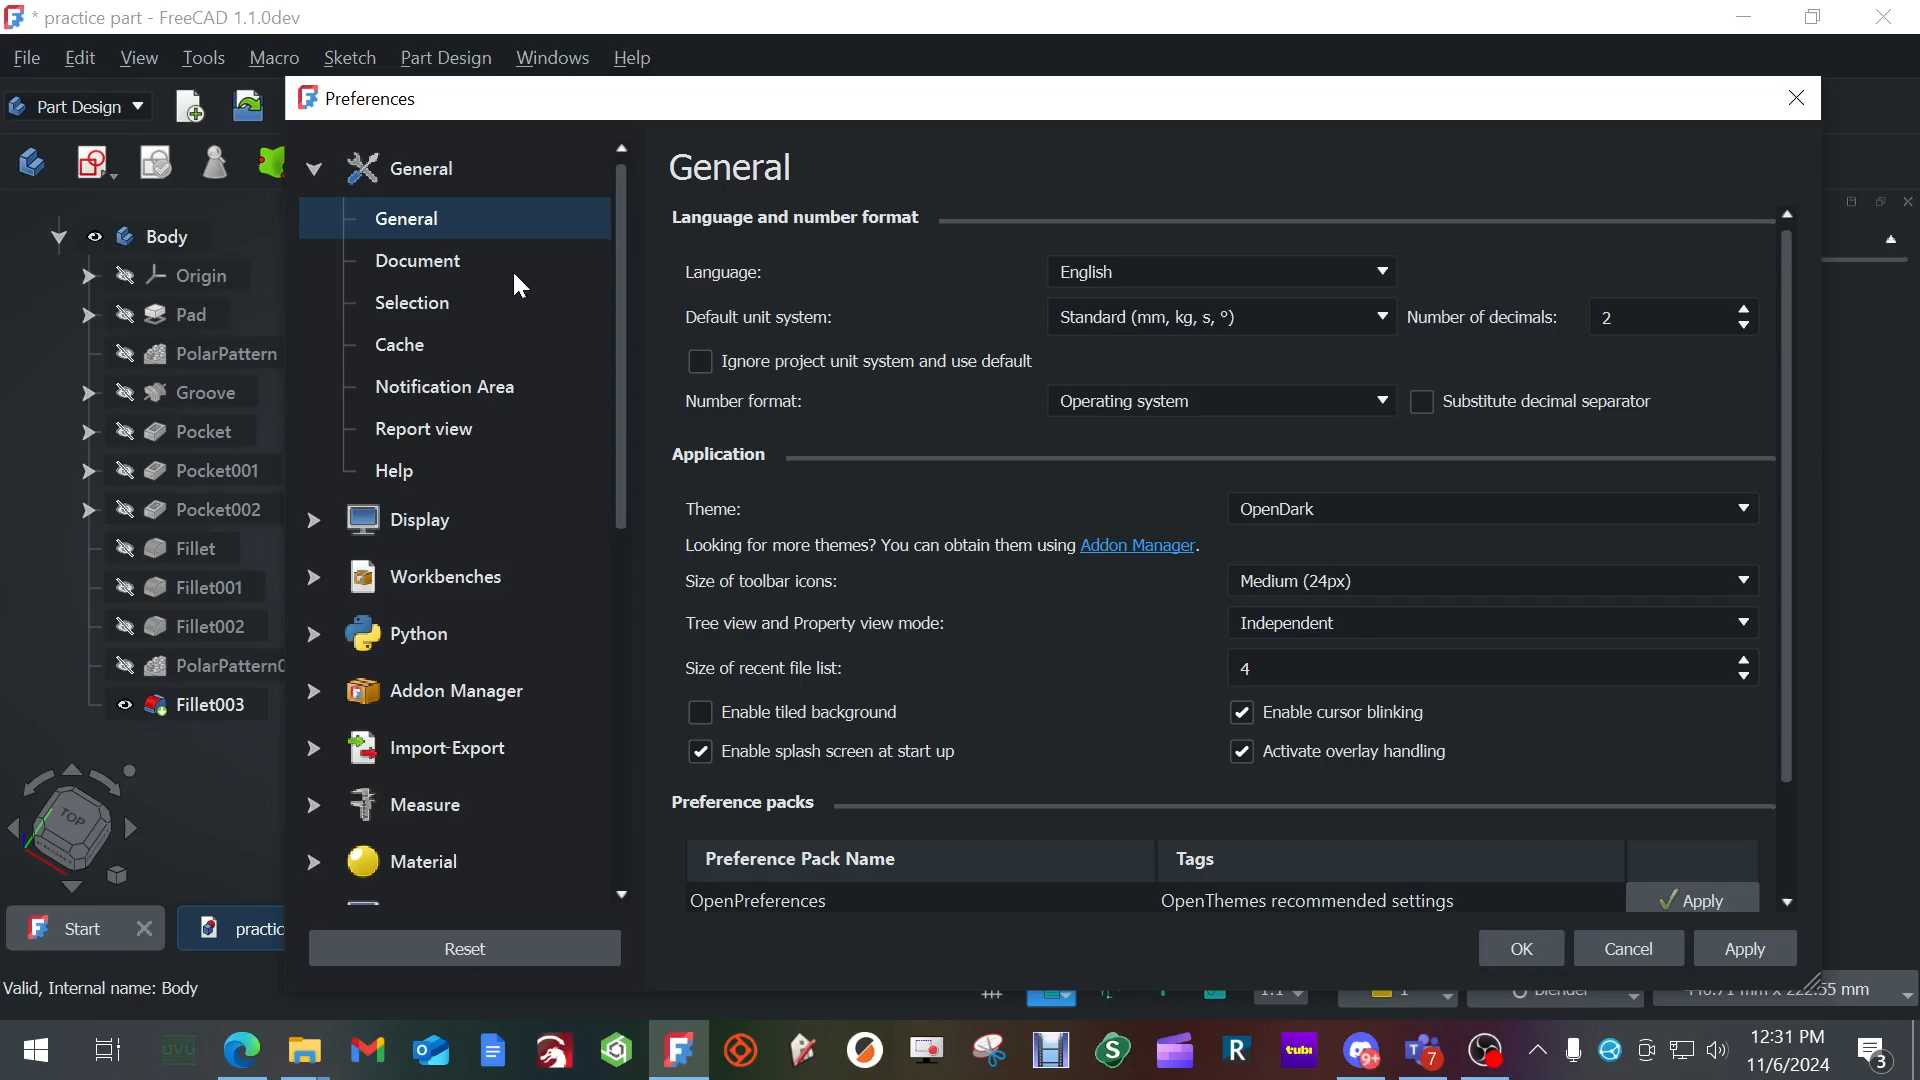 * practice part - FreeCAD 1.1.0dev
File Edit View Tools Macro Sketch Part Design Windows Help
Part Design
Preferences
General
General
Document
Selection
Cache
Notification Area
Report view
Help
Display
Workbenches
Python
Addon Manager
Import-Export
Measure
Material
Reset
Body
Origin
Pad
PolarPattern
Groove
Pocket
Pocket001
Pocket002
Fillet
Fillet001
Fillet002
PolarPattern0
Fillet003
TOP
General
Language and number format
Language: English
Default unit system: Standard (mm, kg, s, º) Number of decimals: 2
Ignore project unit system and use default
Number format: Operating system Substitute decimal separator
Application
Theme: OpenDark
Looking for more themes? You can obtain them using Addon Manager.
Size of toolbar icons: Medium (24px)
Tree view and Property view mode: Independent
Size of recent file list: 4
Enable tiled background Enable cursor blinking
Enable splash screen at start up Activate overlay handling
Preference packs
Preference Pack Name Tags
OpenPreferences OpenThemes recommended settings Apply
OK Cancel Apply
Start practic
Valid, Internal name: Body
tubi 9+ 7
12:31 PM
11/6/2024
3